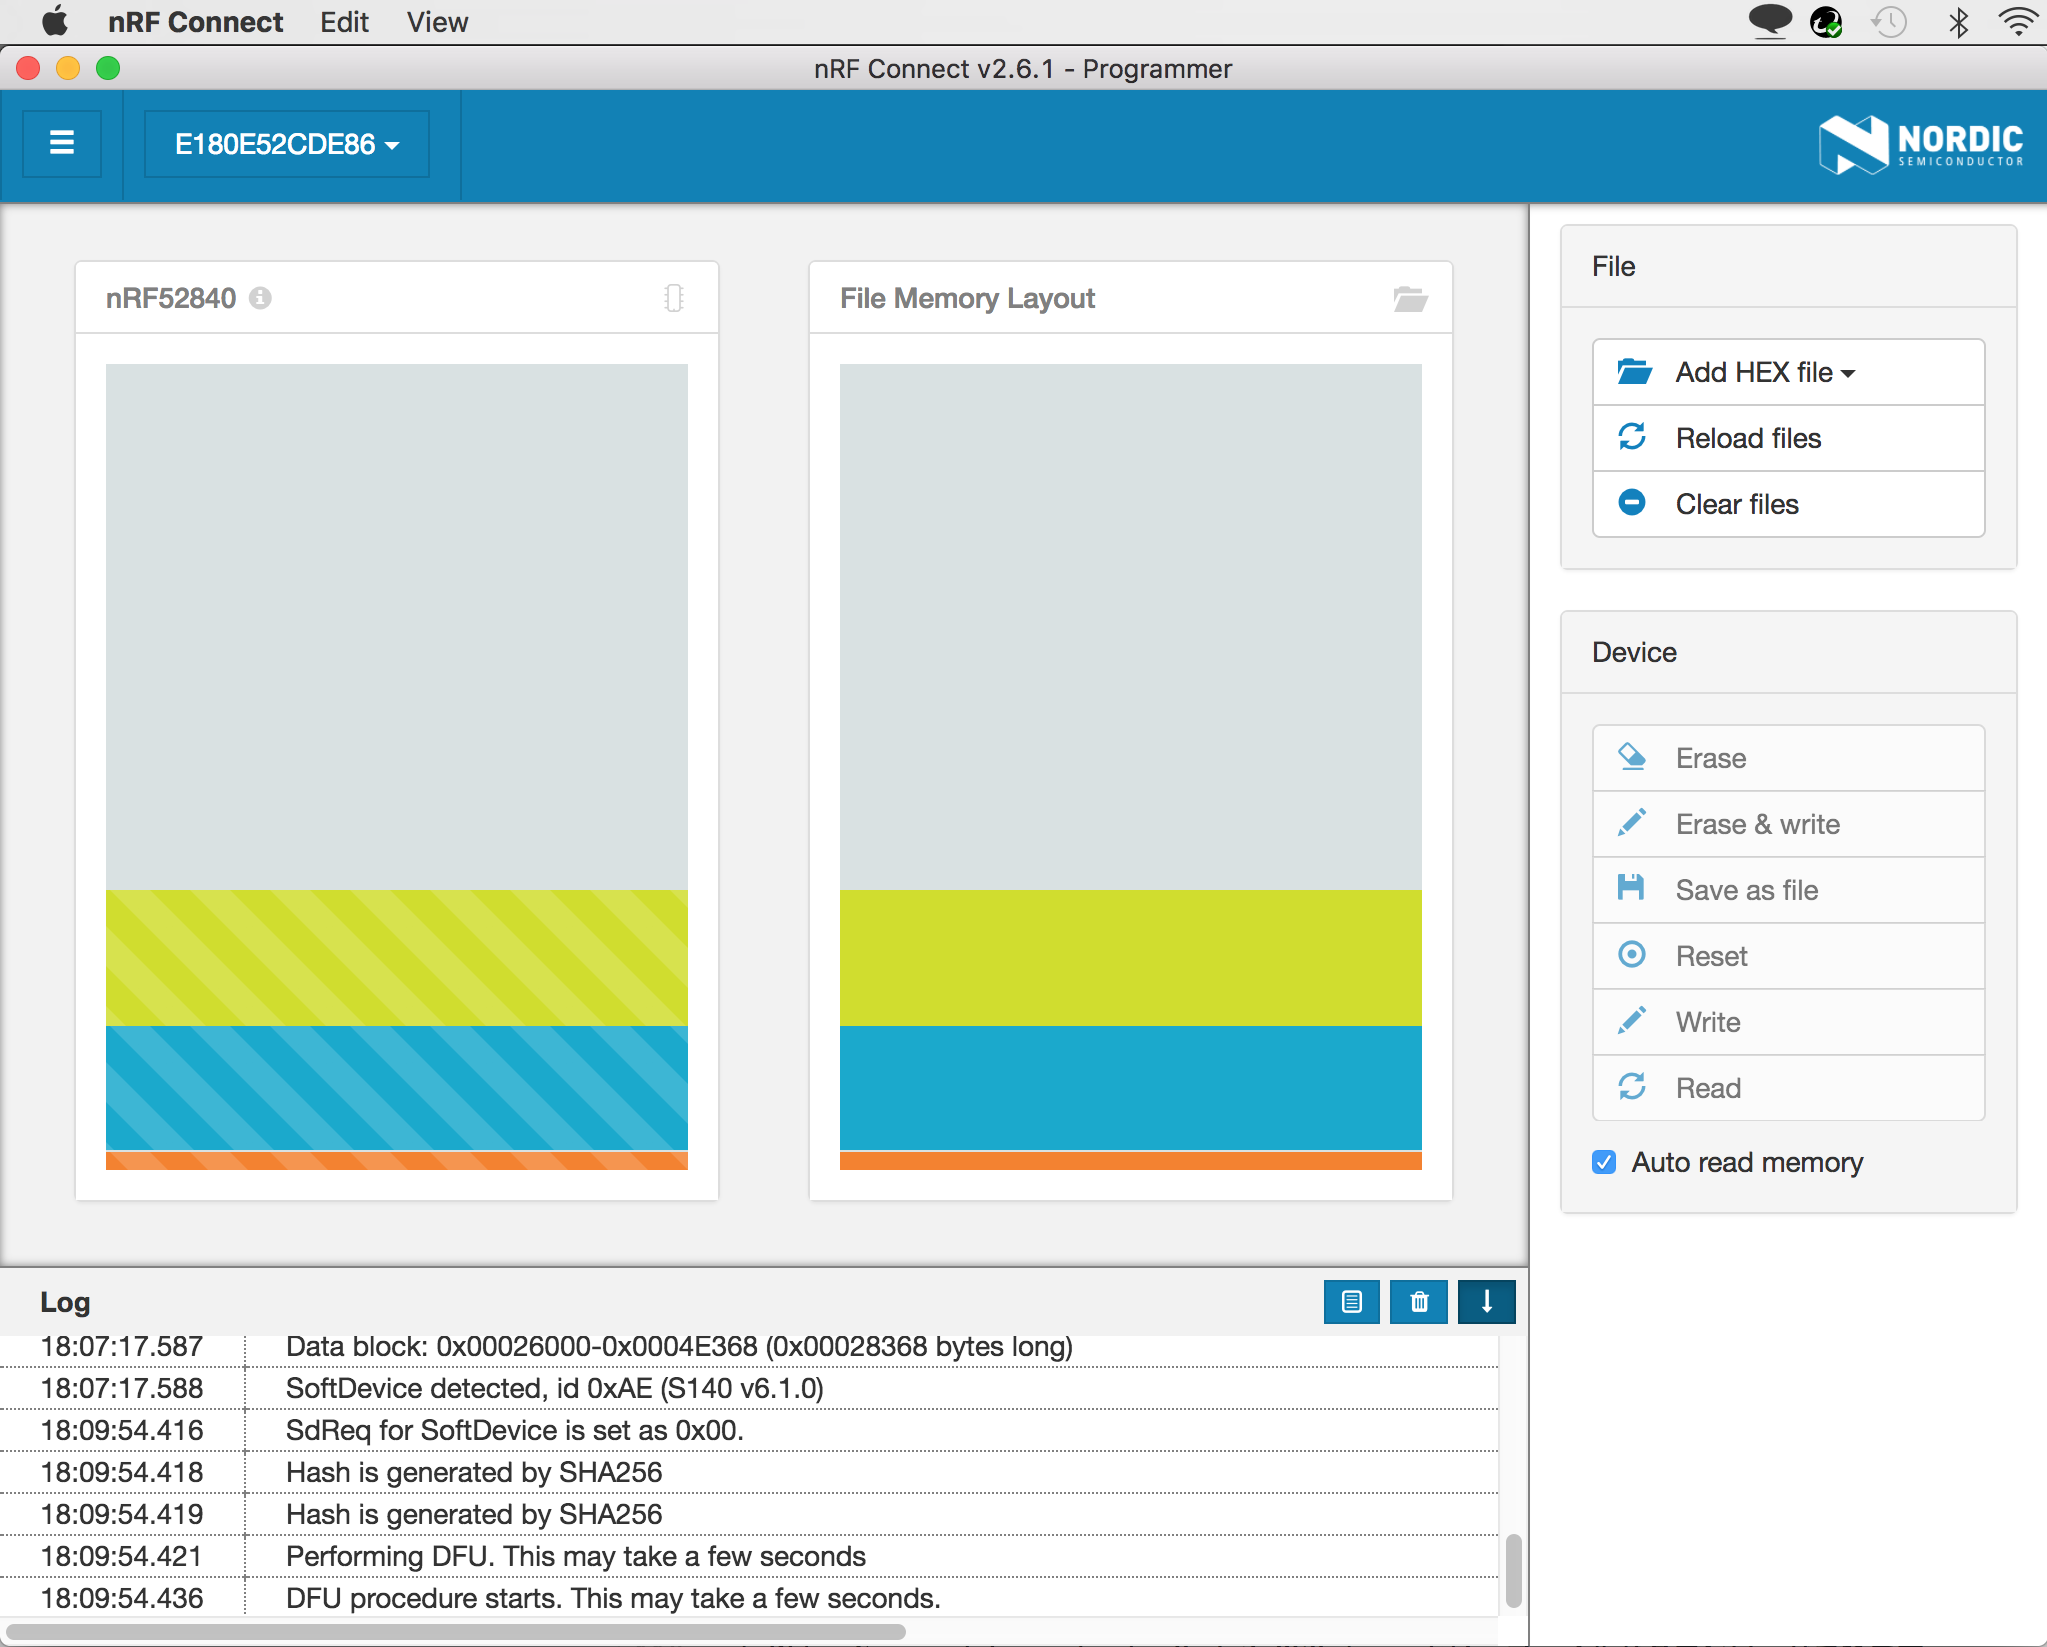 nRF Connect Edit View
nRF Connect v2.6.1 - Programmer
E180E52CDE86
NORDIC
SEMICONDUCTOR
nRF52840
File Memory Layout
File
Add HEX file
Reload files
Clear files
Device
Erase
Erase & write
Save as file
Reset
Write
Read
Auto read memory
Log
18:07:17.587 Data block: 0x00026000-0x0004E368 (0x00028368 bytes long)
18:07:17.588 SoftDevice detected, id 0xAE (S140 v6.1.0)
18:09:54.416 SdReq for SoftDevice is set as 0x00.
18:09:54.418 Hash is generated by SHA256
18:09:54.419 Hash is generated by SHA256
18:09:54.421 Performing DFU. This may take a few seconds
18:09:54.436 DFU procedure starts. This may take a few seconds.